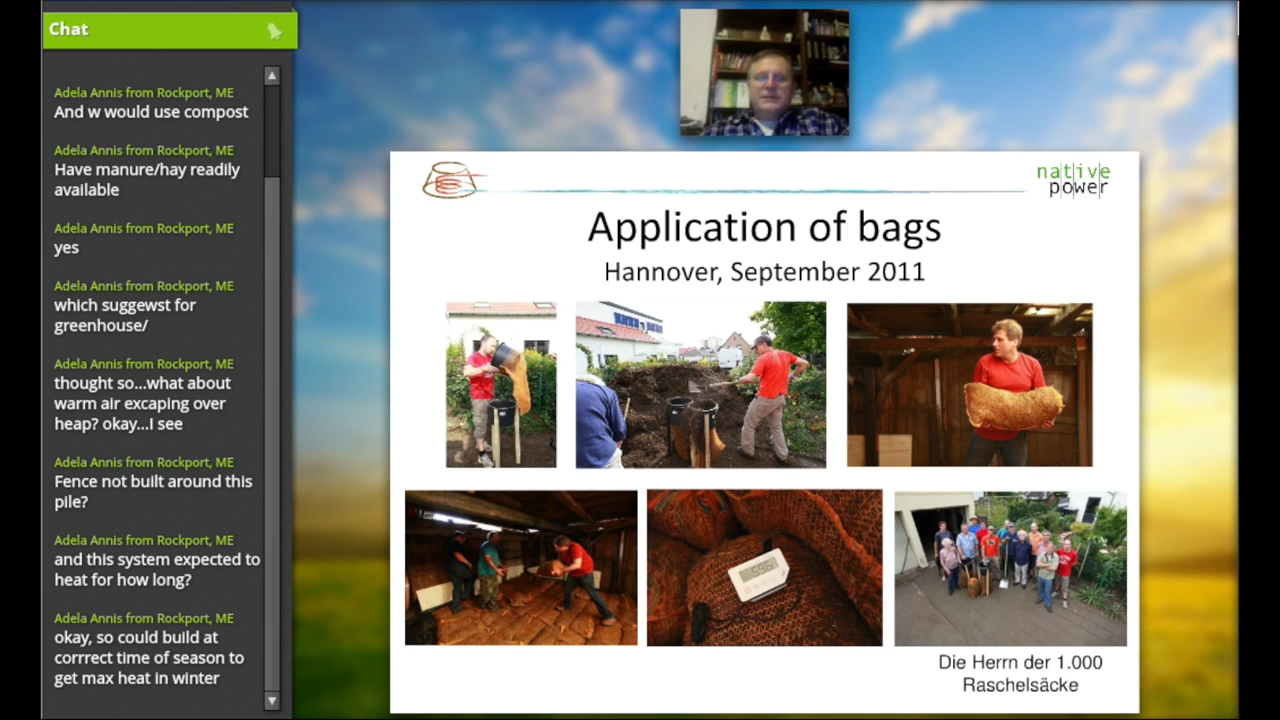 Chat
Adela Annis from Rockport, ME
And w would use compost
Adela Annis from Rockport, ME
Have manure/hay readily
available
Adela Annis from Rockport, ME
yes
Adela Annis from Rockport, ME
which suggewst for
greenhouse/
Adela Annis from Rockport, ME
thought so...what about
warm air excaping over
heap? okay...I see
Adela Annis from Rockport, ME
Fence not built around this
pile?
Adela Annis from Rockport, ME
and this system expected to
heat for how long?
Adela Annis from Rockport, ME
okay, so could build at
corrrect time of season to
get max heat in winter
native
power
Application of bags
Hannover, September 2011
Die Herrn der 1.000
Raschelsäcke